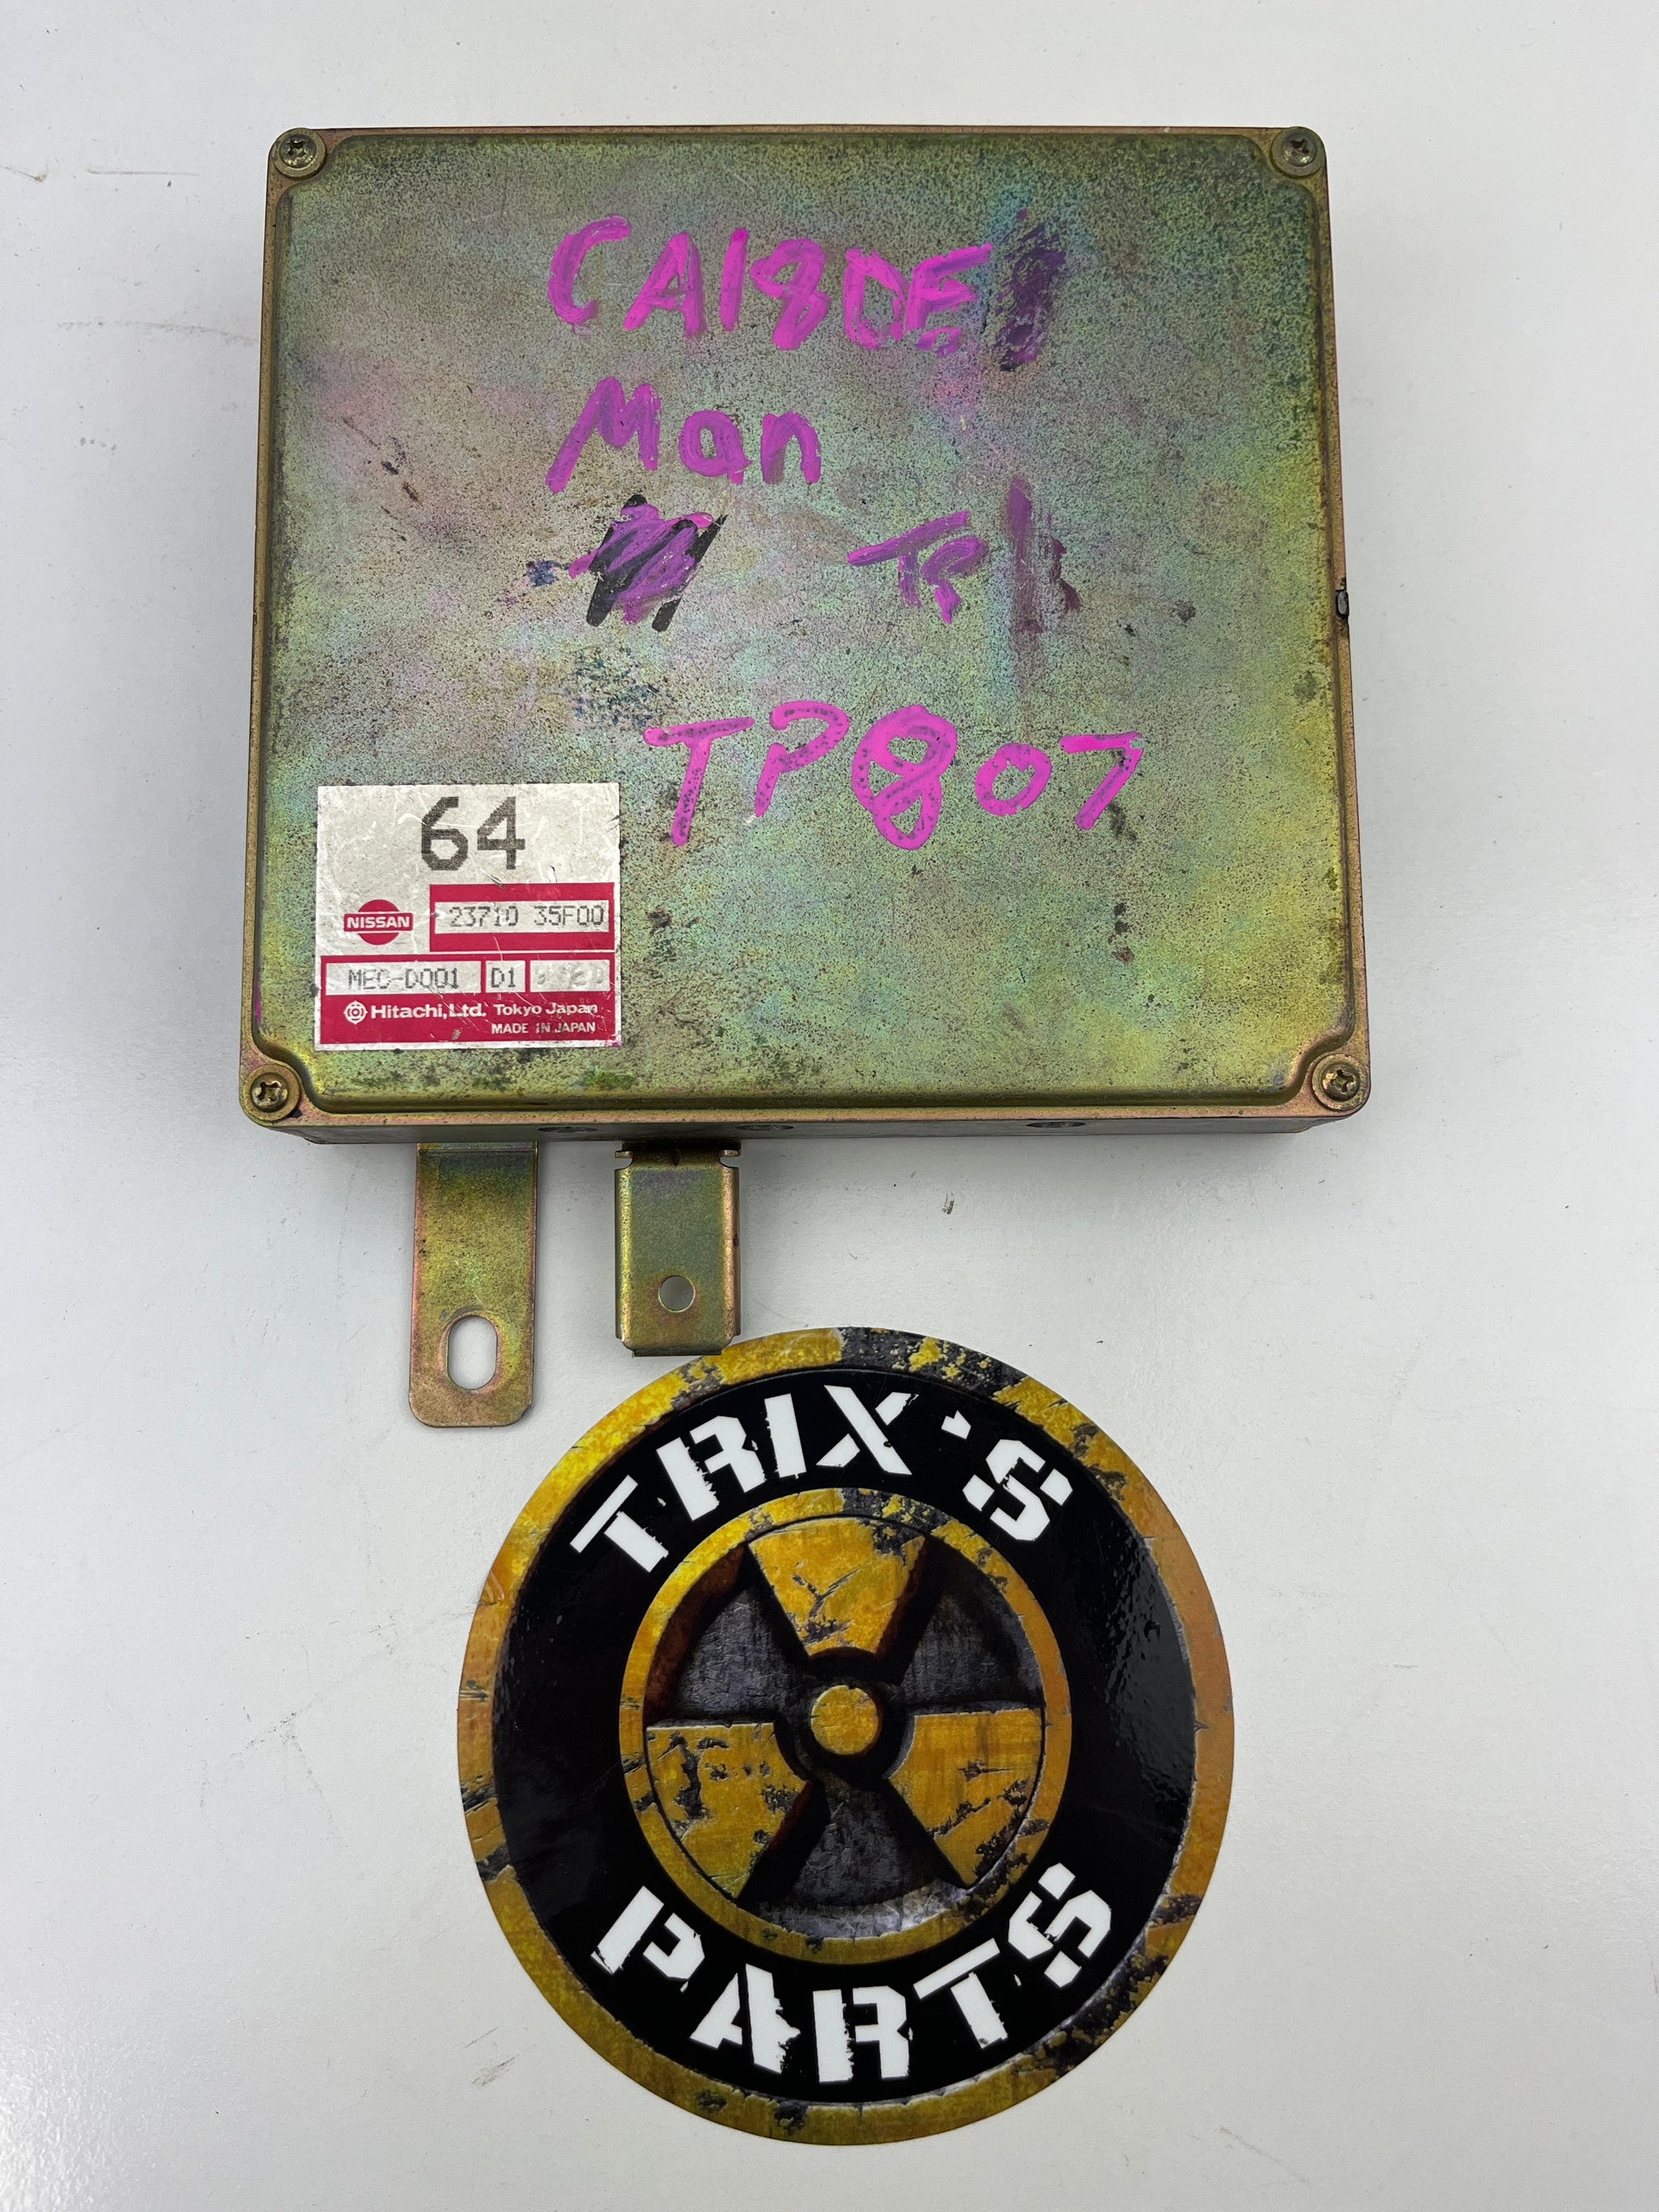 CA18DE
Man
TR
TP807
64
NISSAN
23710 35F00
MEC-D001 D1
Hitachi,Ltd. Tokyo Japan
MADE IN JAPAN
TRIX'S
PARTS